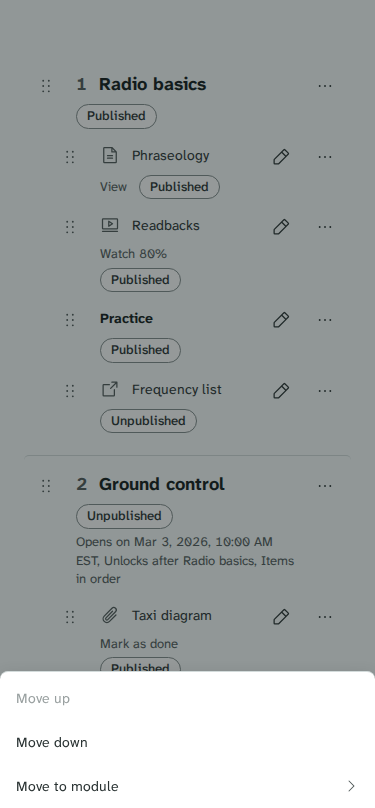 1 Radio basics
Published
Phraseology
View Published
Readbacks
Watch 80%
Published
Practice
Published
Frequency list
Unpublished
2 Ground control
Unpublished
Opens on Mar 3, 2026, 10:00 AM
EST, Unlocks after Radio basics, Items
in order
Taxi diagram
Mark as done
Published
Move up
Move down
Move to module